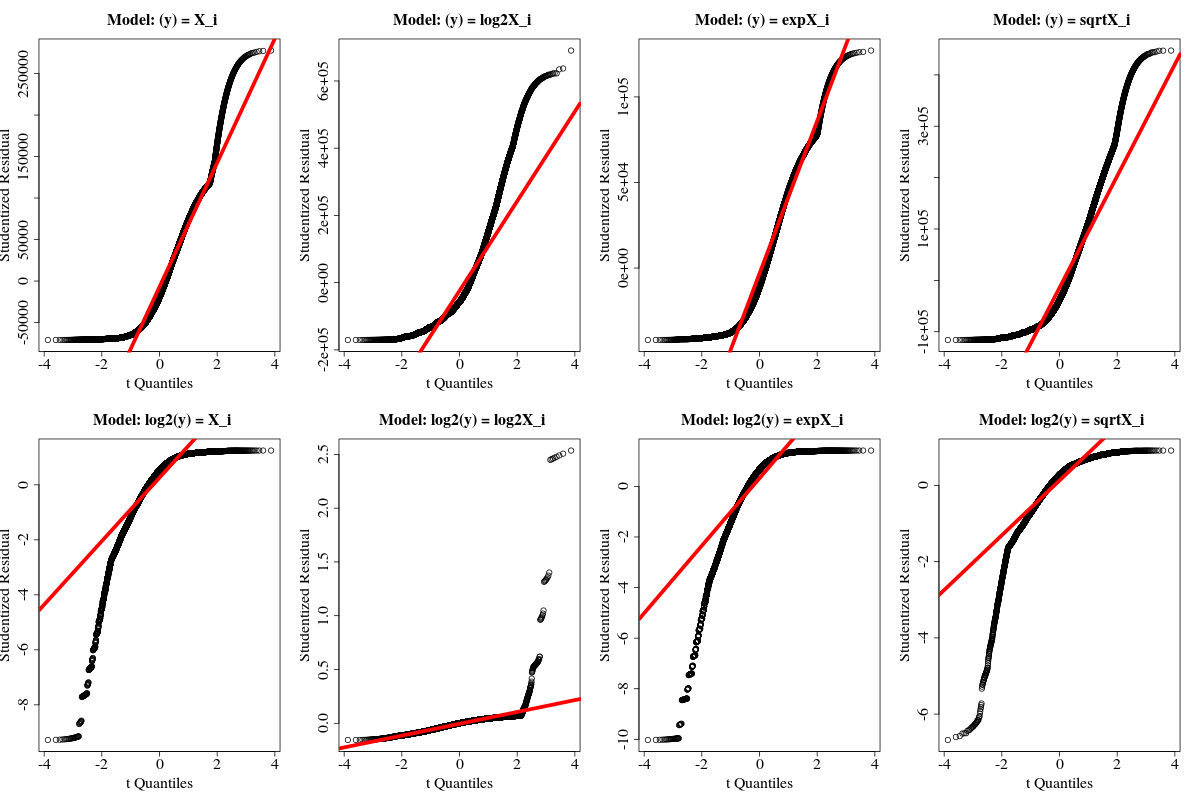 Model: (y) = X_i
Studentized Residual
-50000 0 50000 150000 250000
-4 -2 0 2 4
t Quantiles
Model: (y) = log2X_i
Studentized Residual
-2e+05 0e+00 2e+05 4e+05 6e+05
-4 -2 0 2 4
t Quantiles
Model: (y) = expX_i
Studentized Residual
0e+00 5e+04 1e+05
-4 -2 0 2 4
t Quantiles
Model: (y) = sqrtX_i
Studentized Residual
-1e+05 1e+05 3e+05
-4 -2 0 2 4
t Quantiles
Model: log2(y) = X_i
Studentized Residual
-8 -6 -4 -2 0
-4 -2 0 2 4
t Quantiles
Model: log2(y) = log2X_i
Studentized Residual
0.0 0.5 1.0 1.5 2.0 2.5
-4 -2 0 2 4
t Quantiles
Model: log2(y) = expX_i
Studentized Residual
-10 -8 -6 -4 -2 0
-4 -2 0 2 4
t Quantiles
Model: log2(y) = sqrtX_i
Studentized Residual
-6 -4 -2 0
-4 -2 0 2 4
t Quantiles